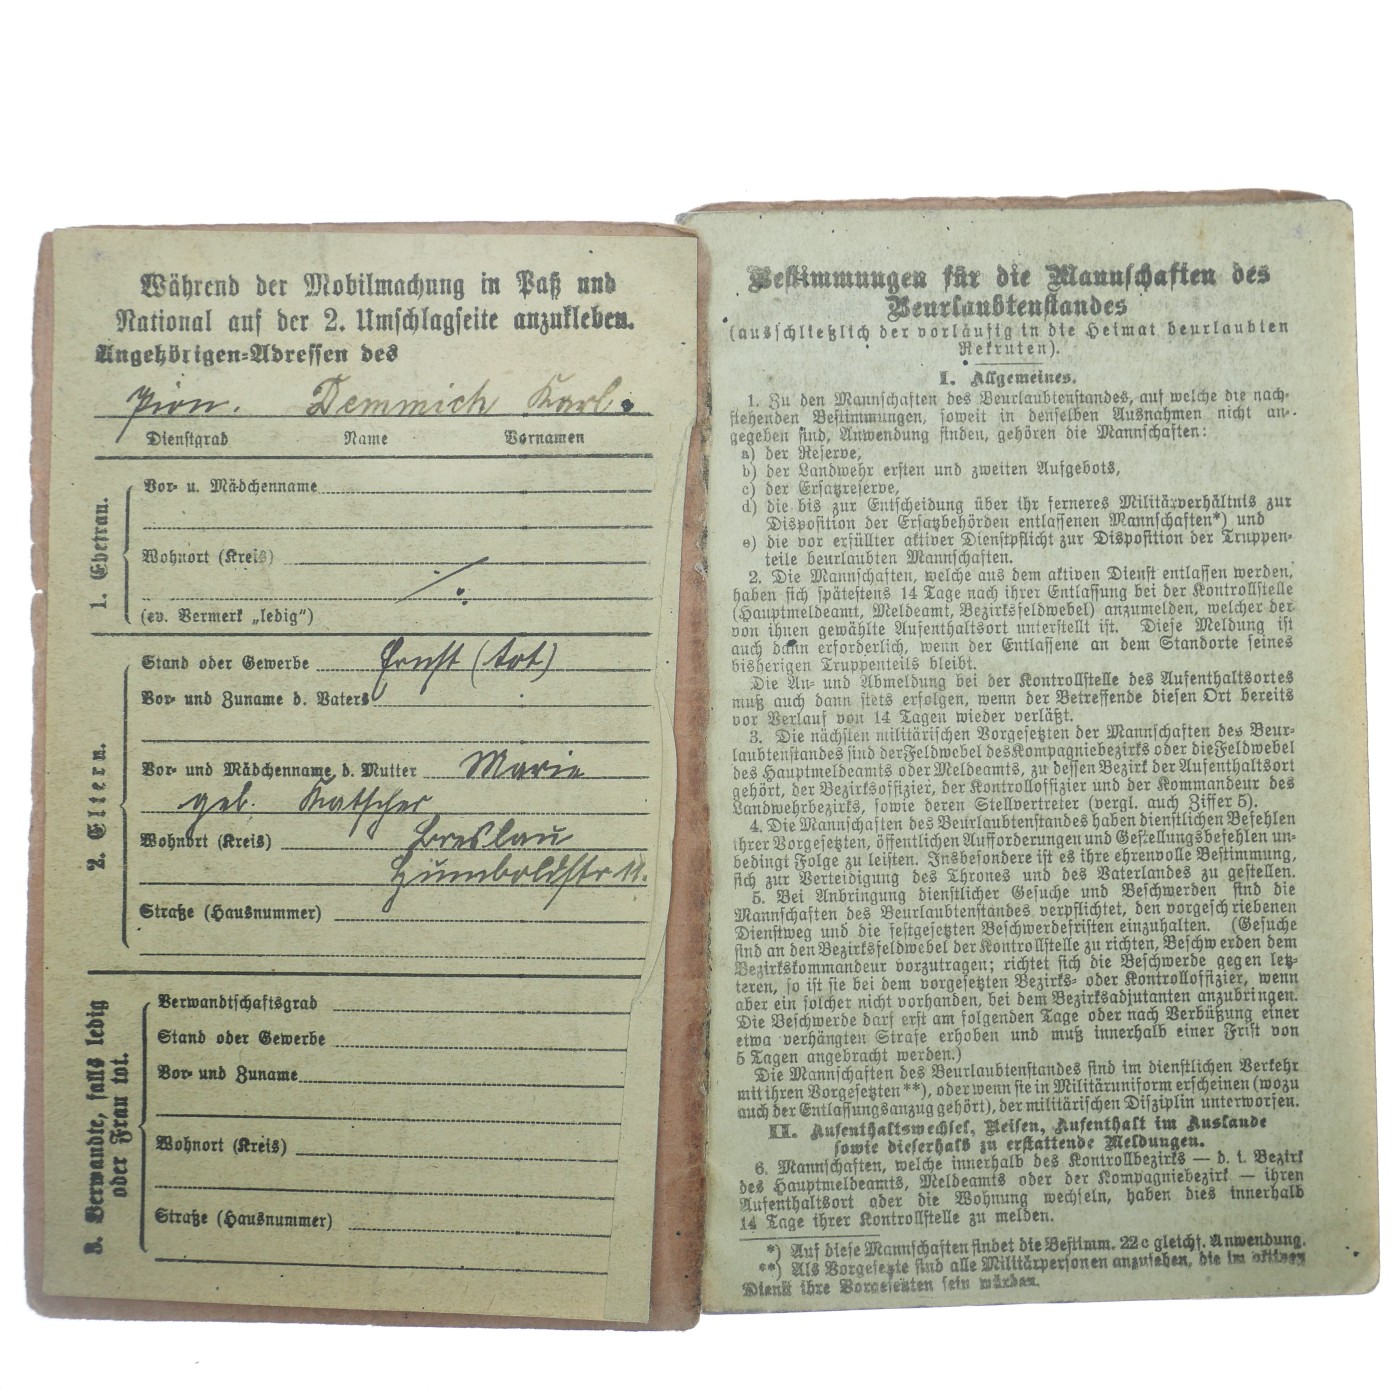 Während der Mobilmachung in Paß und
National auf der 2. Umschlagseite anzukleben.
Angehörigen-Adressen des
Pion. Demmich Karl.
Dienstgrad Name Vornamen
1. Ehefrau.
Vor- u. Mädchenname
Wohnort (Kreis)
(ev. Vermerk „ledig“)
2. Eltern.
Stand oder Gewerbe Ernst (tot)
Vor- und Zuname d. Vaters
Vor- und Mädchenname d. Mutter Marie
geb. Katscher
Wohnort (Kreis) Breslau
Humboldstr 11.
Straße (Hausnummer)
3. Verwandte, falls ledig
oder Frau tot.
Verwandtschaftsgrad
Stand oder Gewerbe
Vor- und Zuname
Wohnort (Kreis)
Straße (Hausnummer)
Bestimmungen für die Mannschaften des
Beurlaubtenstandes
(ausschließlich der vorläufig in die Heimat beurlaubten
Rekruten).
I. Allgemeines.
1. Zu den Mannschaften des Beurlaubtenstandes, auf welche die nach-
stehenden Bestimmungen, soweit in denselben Ausnahmen nicht an-
gegeben sind, Anwendung finden, gehören die Mannschaften:
a) der Reserve,
b) der Landwehr ersten und zweiten Aufgebots,
c) der Ersatzreserve,
d) die bis zur Entscheidung über ihr ferneres Militärverhältnis zur
Disposition der Ersatzbehörden entlassenen Mannschaften*) und
e) die vor erfüllter aktiver Dienstpflicht zur Disposition der Truppen-
teile beurlaubten Mannschaften.
2. Die Mannschaften, welche aus dem aktiven Dienst entlassen werden,
haben sich spätestens 14 Tage nach ihrer Entlassung bei der Kontrollstelle
(Hauptmeldeamt, Meldeamt, Bezirksfeldwebel) anzumelden, welcher der
von ihnen gewählte Aufenthaltsort unterstellt ist. Diese Meldung ist
auch dann erforderlich, wenn der Entlassene an dem Standorte seines
bisherigen Truppenteils bleibt.
Die An- und Abmeldung bei der Kontrollstelle des Aufenthaltsortes
muß auch dann stets erfolgen, wenn der Betreffende diesen Ort bereits
vor Verlauf von 14 Tagen wieder verläßt.
3. Die nächsten militärischen Vorgesetzten der Mannschaften des Beur-
laubtenstandes sind der Feldwebel des Kompagniebezirks oder die Feldwebel
des Hauptmeldeamts oder Meldeamts, zu dessen Bezirk der Aufenthaltsort
gehört, der Bezirksoffizier, der Kontrolloffizier und der Kommandeur des
Landwehrbezirks, sowie deren Stellvertreter (vergl. auch Ziffer 5).
4. Die Mannschaften des Beurlaubtenstandes haben dienstlichen Befehlen
ihrer Vorgesetzten, öffentlichen Aufforderungen und Gestellungsbefehlen un-
bedingt Folge zu leisten. Insbesondere ist es ihre ehrenvolle Bestimmung,
sich zur Verteidigung des Thrones und des Vaterlandes zu gestellen.
5. Bei Anbringung dienstlicher Gesuche und Beschwerden sind die
Mannschaften des Beurlaubtenstandes verpflichtet, den vorgeschriebenen
Dienstweg und die festgesetzten Beschwerdefristen einzuhalten. (Gesuche
sind an den Bezirksfeldwebel der Kontrollstelle zu richten, Beschwerden dem
Bezirkskommandeur vorzutragen; richtet sich die Beschwerde gegen letz-
teren, so ist sie bei dem vorgesetzten Bezirks- oder Kontrolloffizier, wenn
aber ein solcher nicht vorhanden, bei dem Bezirksadjutanten anzubringen.
Die Beschwerde darf erst am folgenden Tage oder nach Verbüßung einer
etwa verhängten Strafe erhoben und muß innerhalb einer Frist von
5 Tagen angebracht werden.)
Die Mannschaften des Beurlaubtenstandes sind im dienstlichen Verkehr
mit ihren Vorgesetzten**), oder wenn sie in Militäruniform erscheinen (wozu
auch der Entlassungsanzug gehört), der militärischen Disziplin unterworfen.
II. Aufenthaltswechsel, Reisen, Aufenthalt im Auslande
sowie dieserhalb zu erstattende Meldungen.
6. Mannschaften, welche innerhalb des Kontrollbezirks — d. i. Bezirk
des Hauptmeldeamts, Meldeamts oder der Kompagniebezirk — ihren
Aufenthaltsort oder die Wohnung wechseln, haben dies innerhalb
14 Tage ihrer Kontrollstelle zu melden.
*) Auf diese Mannschaften findet die Bestimm. 22 c gleichf. Anwendung.
**) Als Vorgesetzte sind alle Militärpersonen anzusehen, die im aktiven
Dienst ihre Vorgesetzten sein würden.